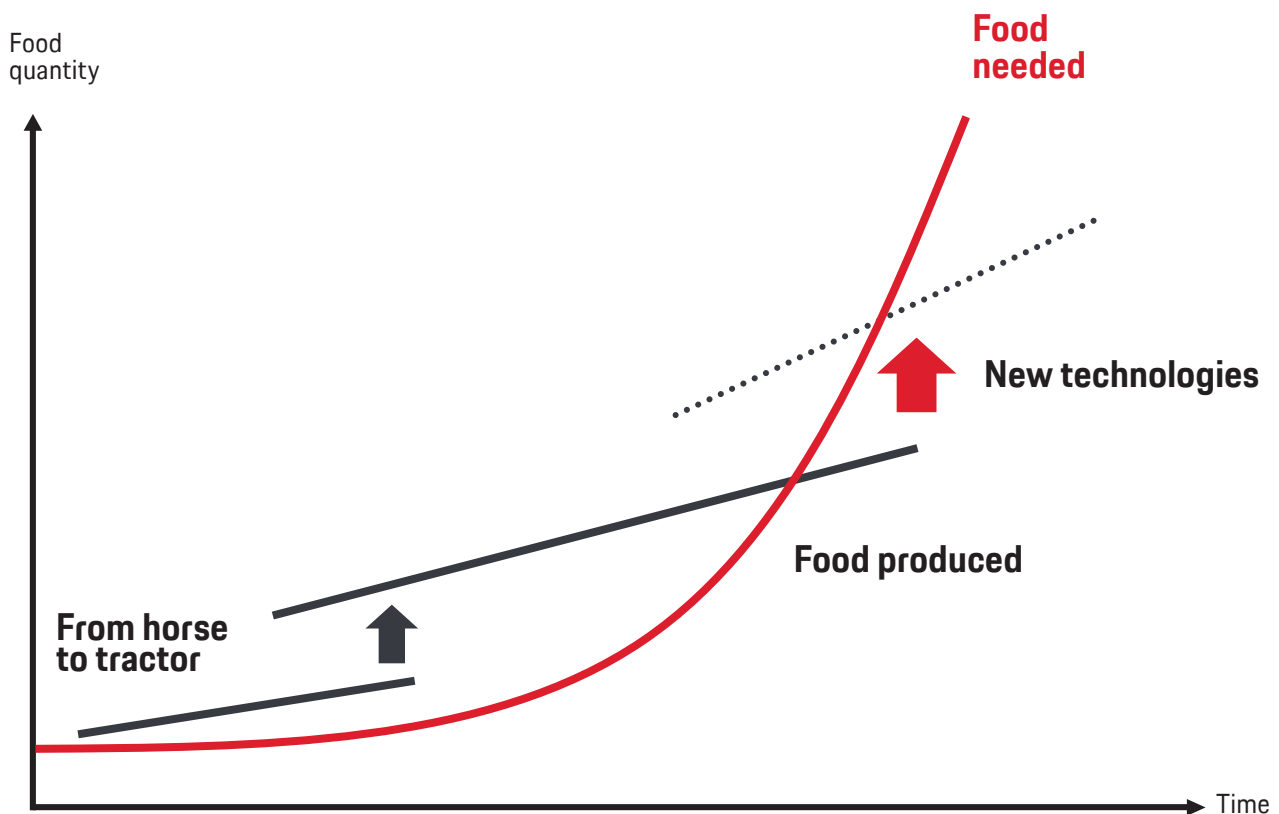 Food
quantity
Food
needed
New technologies
Food produced
From horse
to tractor
Time